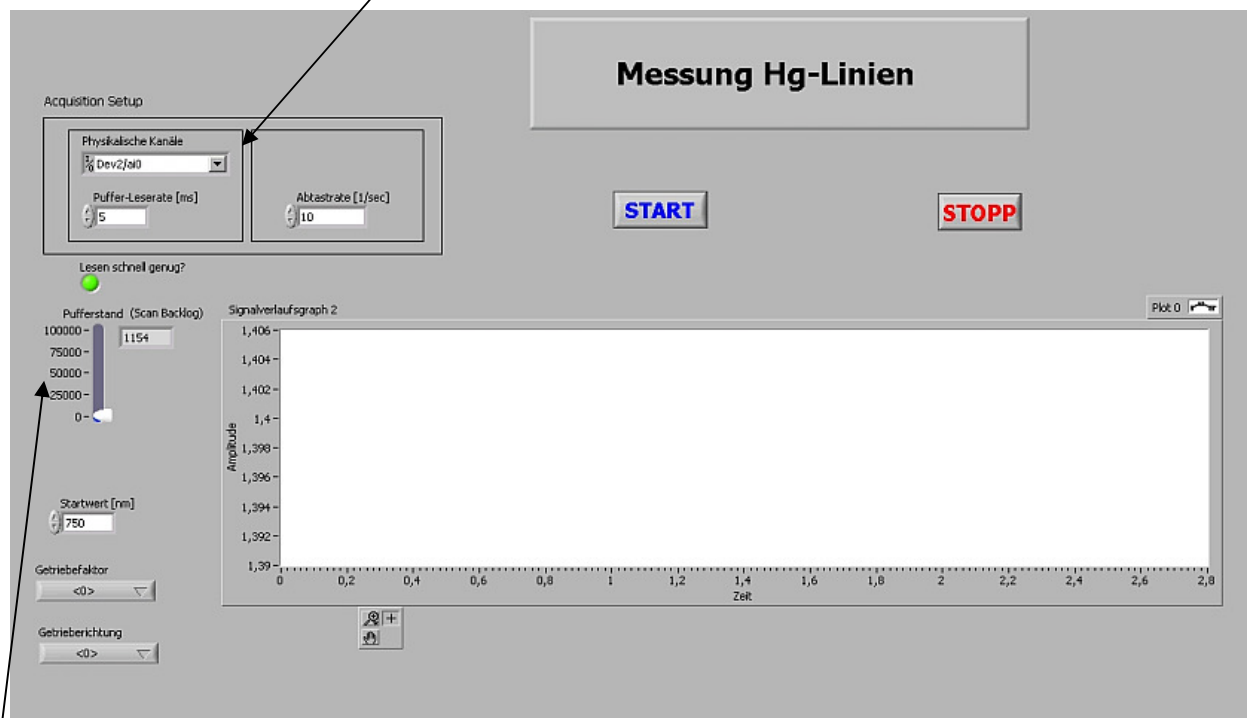 Messung Hg-Linien
Acquisition Setup
Physikalische Kanäle
Dev2/ai0
Puffer-Leserate [ms]
5
Abtastrate [1/sec]
10
START
STOPP
Lesen schnell genug?
Pufferstand (Scan Backlog)
1154
100000
75000
50000
25000
0
Signalverlaufsgraph 2
Plot 0
1,406
1,404
1,402
1,4
1,398
1,396
1,394
1,392
1,39
Amplitude
0 0,2 0,4 0,6 0,8 1 1,2 1,4 1,6 1,8 2 2,2 2,4 2,6 2,8
Zeit
Startwert [nm]
750
Getriebefaktor
<0>
Getrieberichtung
<0>